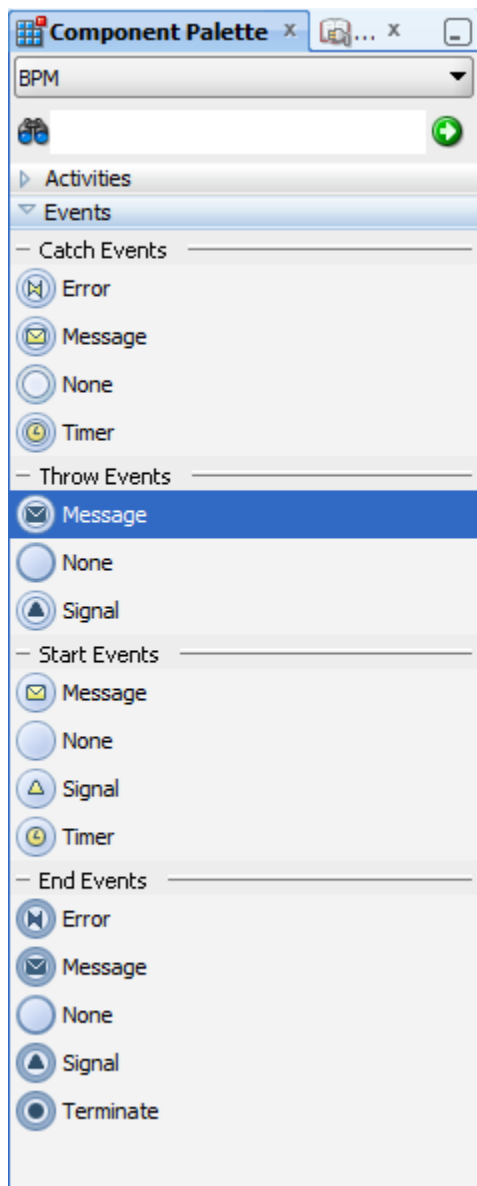 Component Palette
...
BPM
Activities
Events
Catch Events
Error
Message
None
Timer
Throw Events
Message
None
Signal
Start Events
Message
None
Signal
Timer
End Events
Error
Message
None
Signal
Terminate